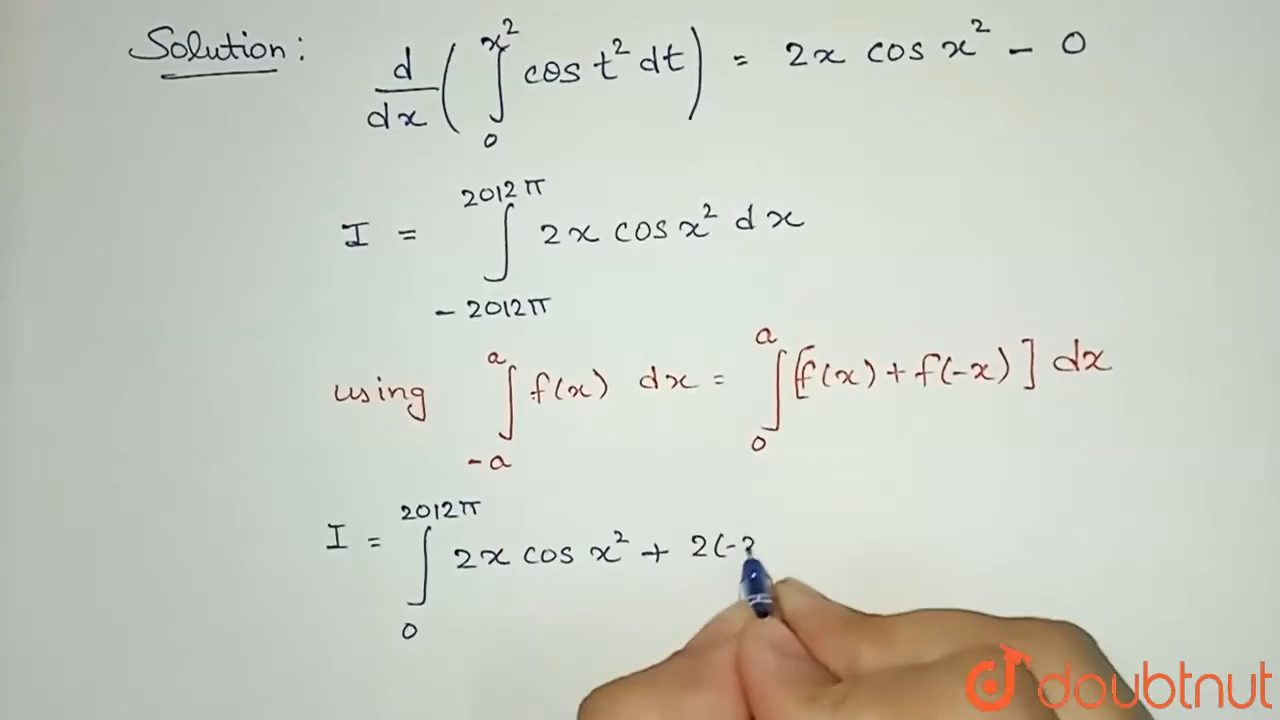 Solution: d/dx ( ∫₀^{x²} cos t² dt ) = 2x cos x² - 0
I = ∫_{-2012π}^{2012π} 2x cos x² dx
using ∫_{-a}^{a} f(x) dx = ∫₀^{a} [f(x) + f(-x)] dx
I = ∫₀^{2012π} 2x cos x² + 2(-
doubtnut